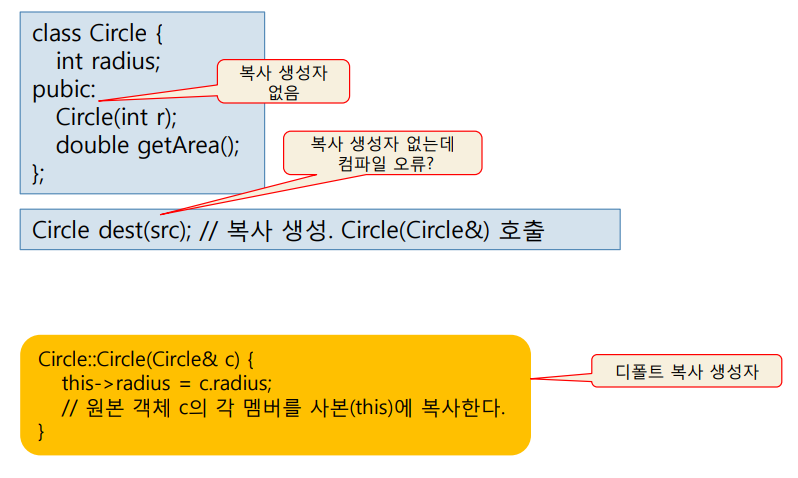 class Circle {
int radius;
pubic:
Circle(int r);
double getArea();
};
복사 생성자
없음
복사 생성자 없는데
컴파일 오류?
Circle dest(src); // 복사 생성. Circle(Circle&) 호출
Circle::Circle(Circle& c) {
this->radius = c.radius;
// 원본 객체 c의 각 멤버를 사본(this)에 복사한다.
}
디폴트 복사 생성자